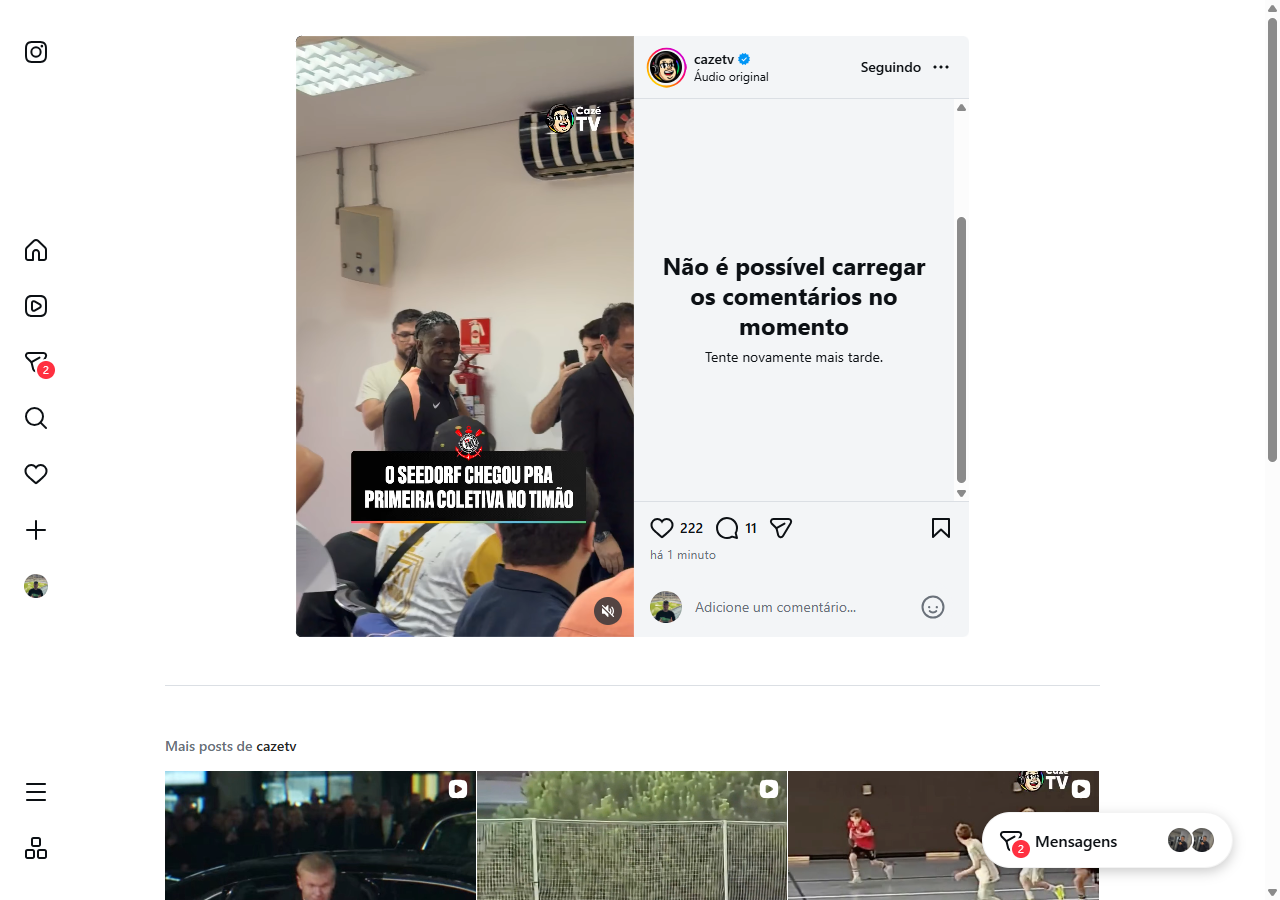 cazetv
Áudio original
Seguindo
Cazé
TV
Não é possível carregar
os comentários no
momento
Tente novamente mais tarde.
O SEEDORF CHEGOU PRA
PRIMEIRA COLETIVA NO TIMÃO
222
11
há 1 minuto
Adicione um comentário...
2
Mais posts de cazetv
Cazé
TV
2
Mensagens